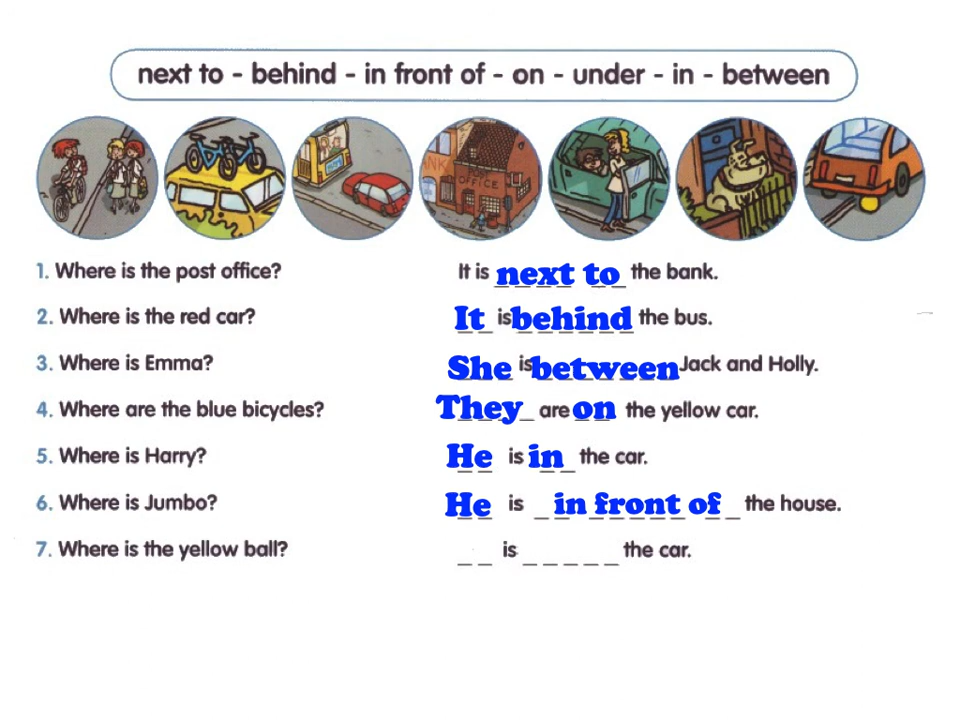 next to - behind - in front of - on - under - in - between
OFFICE
1. Where is the post office? It is next to the bank.
2. Where is the red car? It is behind the bus.
3. Where is Emma? She is between Jack and Holly.
4. Where are the blue bicycles? They are on the yellow car.
5. Where is Harry? He is in the car.
6. Where is Jumbo? He is in front of the house.
7. Where is the yellow ball? _ _ is _ _ _ _ _ the car.